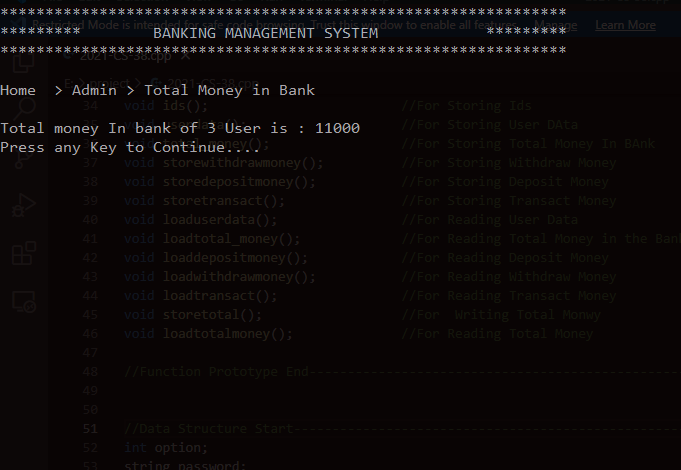 ***************************************************************
Restricted Mode is intended for safe code browsing. Trust this window to enable all features. Manage Learn More
********* BANKING MANAGEMENT SYSTEM *********
***************************************************************
2021-CS-38.cpp
Home > Admin > Total Money in Bank
E: > project > 2021-CS-38.cpp
34 void ids(); //For Storing Ids
//For Storing User DAta
Total money In bank of 3 User is : 11000
//For Storing Total Money In BAnk
Press any Key to Continue....
37 void storewithdrawmoney(); //For Storing Withdraw Money
38 void storedepositmoney(); //For Storing Deposit Money
39 void storetransact(); //For Storing Transact Money
40 void loaduserdata(); //For Reading User Data
41 void loadtotal_money(); //For Reading Total Money in the Bank
42 void loaddepositmoney(); //For Reading Deposit Money
43 void loadwithdrawmoney(); //For Reading Withdraw Money
44 void loadtransact(); //For Reading Transact Money
45 void storetotal(); //For  Writing Total Monwy
46 void loadtotalmoney(); //For Reading Total Money
47
48 //Function Prototype End------------------------------------------------
49
50
51 //Data Structure Start--------------------------------------------------
52 int option;
53 string password;